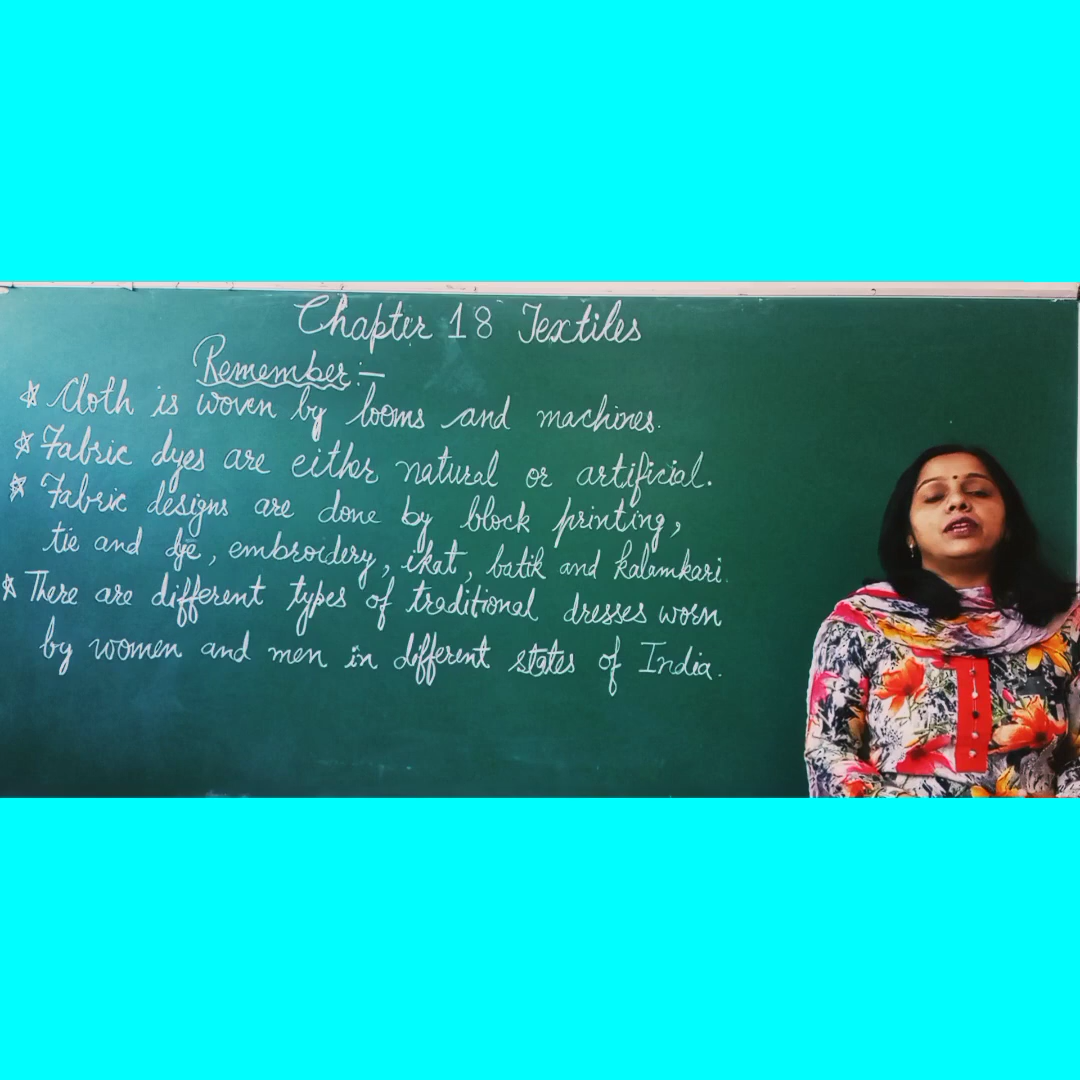 Chapter 18 Textiles
Remember:-
☆ Cloth is woven by looms and machines.
☆ Fabric dyes are either natural or artificial.
☆ Fabric designs are done by block printing,
tie and dye, embroidery, ikat, batik and kalamkari.
☆ There are different types of traditional dresses worn
by women and men in different states of India.